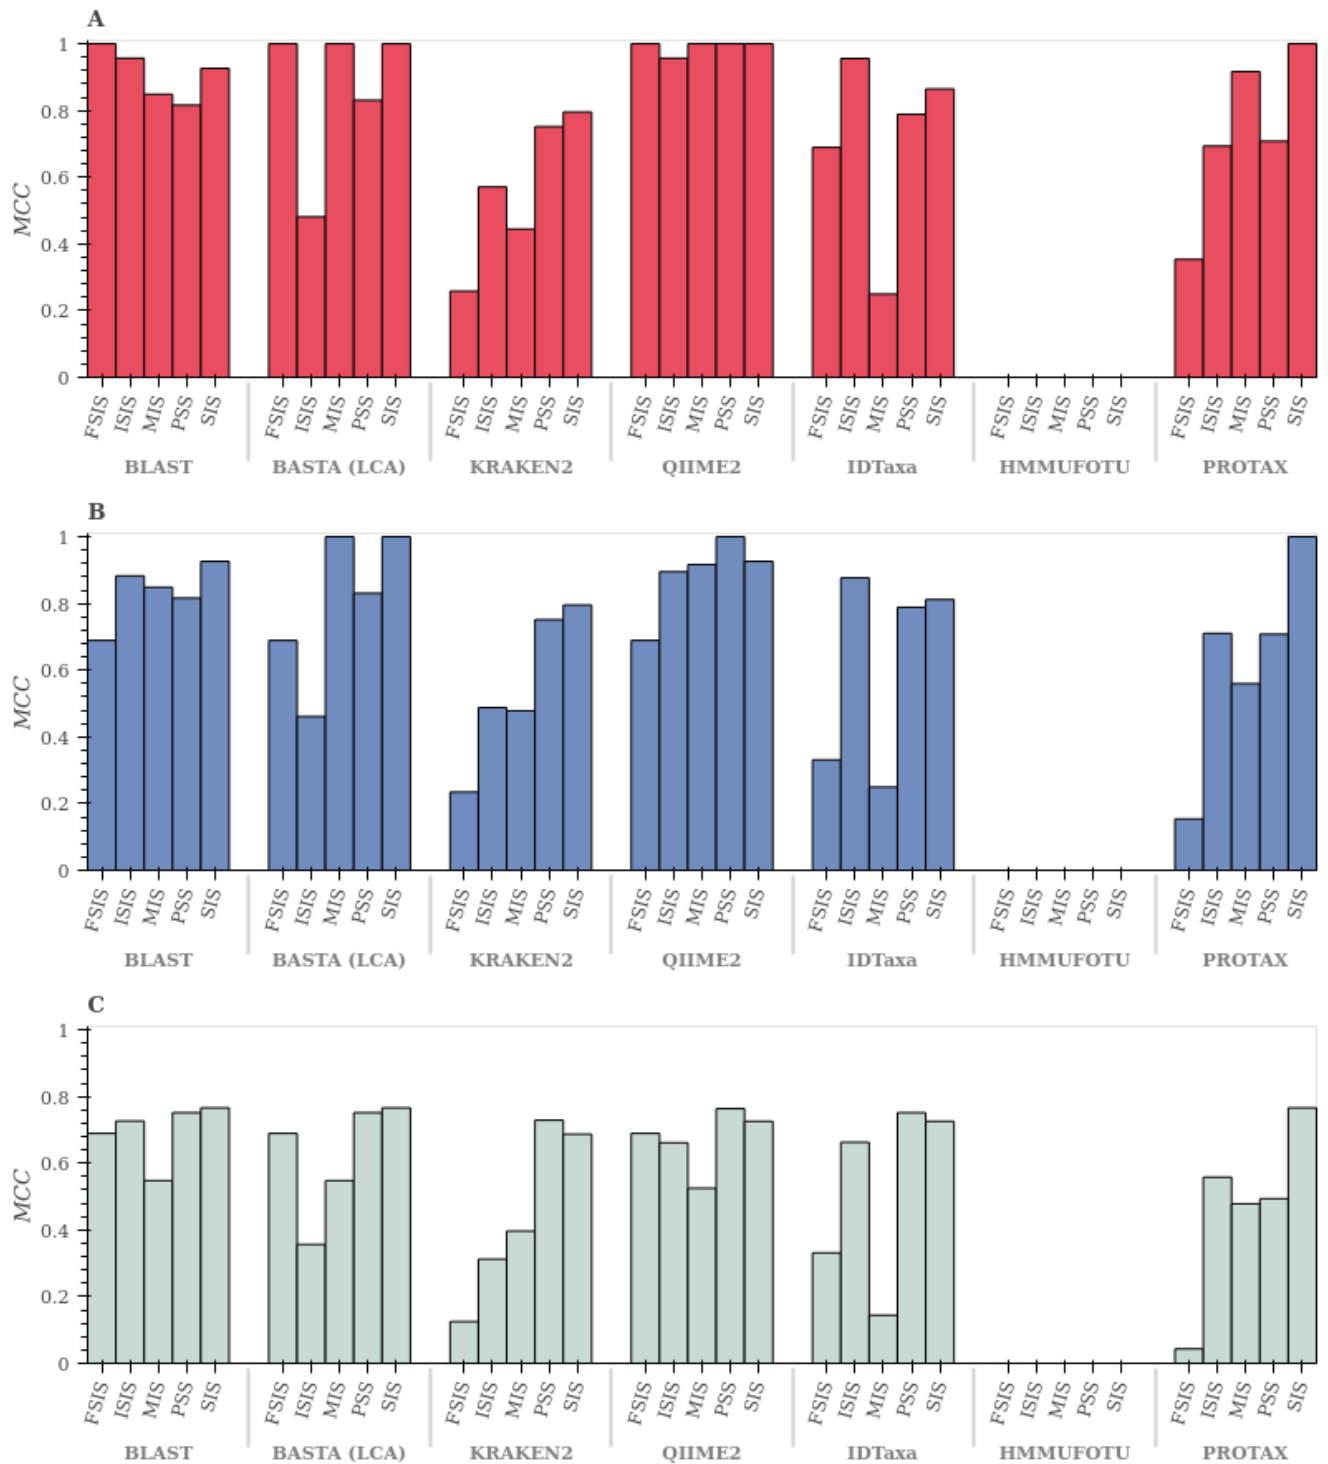 A
1
0.8
0.6
0.4
0.2
0
MCC
FSIS ISIS MIS PSS SIS FSIS ISIS MIS PSS SIS FSIS ISIS MIS PSS SIS FSIS ISIS MIS PSS SIS FSIS ISIS MIS PSS SIS FSIS ISIS MIS PSS SIS FSIS ISIS MIS PSS SIS
BLAST BASTA (LCA) KRAKEN2 QIIME2 IDTaxa HMMUFOTU PROTAX
B
1
0.8
0.6
0.4
0.2
0
MCC
FSIS ISIS MIS PSS SIS FSIS ISIS MIS PSS SIS FSIS ISIS MIS PSS SIS FSIS ISIS MIS PSS SIS FSIS ISIS MIS PSS SIS FSIS ISIS MIS PSS SIS FSIS ISIS MIS PSS SIS
BLAST BASTA (LCA) KRAKEN2 QIIME2 IDTaxa HMMUFOTU PROTAX
C
1
0.8
0.6
0.4
0.2
0
MCC
FSIS ISIS MIS PSS SIS FSIS ISIS MIS PSS SIS FSIS ISIS MIS PSS SIS FSIS ISIS MIS PSS SIS FSIS ISIS MIS PSS SIS FSIS ISIS MIS PSS SIS FSIS ISIS MIS PSS SIS
BLAST BASTA (LCA) KRAKEN2 QIIME2 IDTaxa HMMUFOTU PROTAX